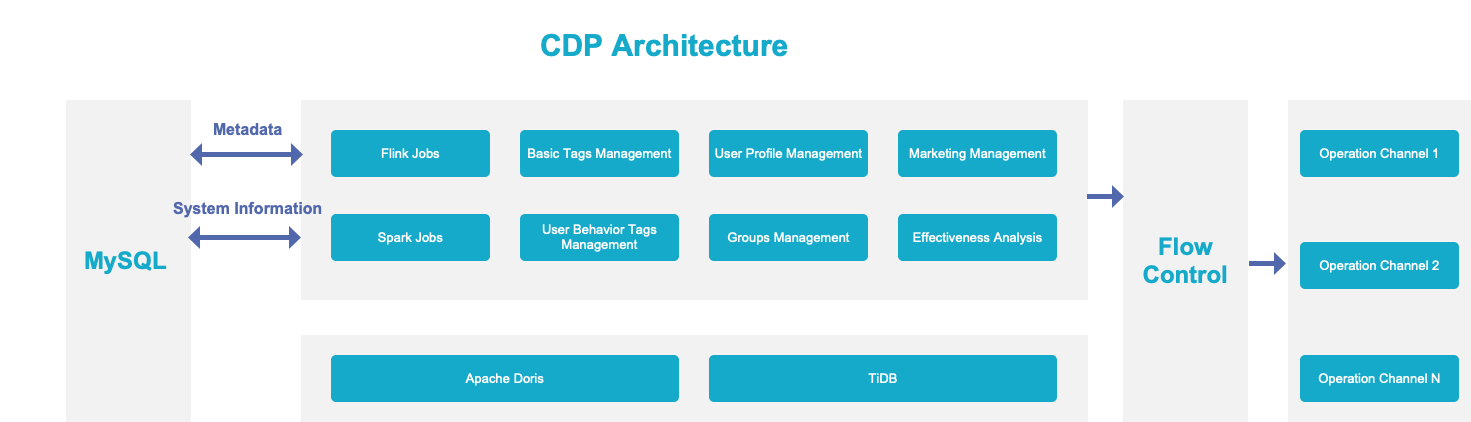 CDP Architecture
Metadata
System Information
MySQL
Flink Jobs
Basic Tags Management
User Profile Management
Marketing Management
Spark Jobs
User Behavior Tags
Management
Groups Management
Effectiveness Analysis
Apache Doris
TiDB
Flow
Control
Operation Channel 1
Operation Channel 2
Operation Channel N